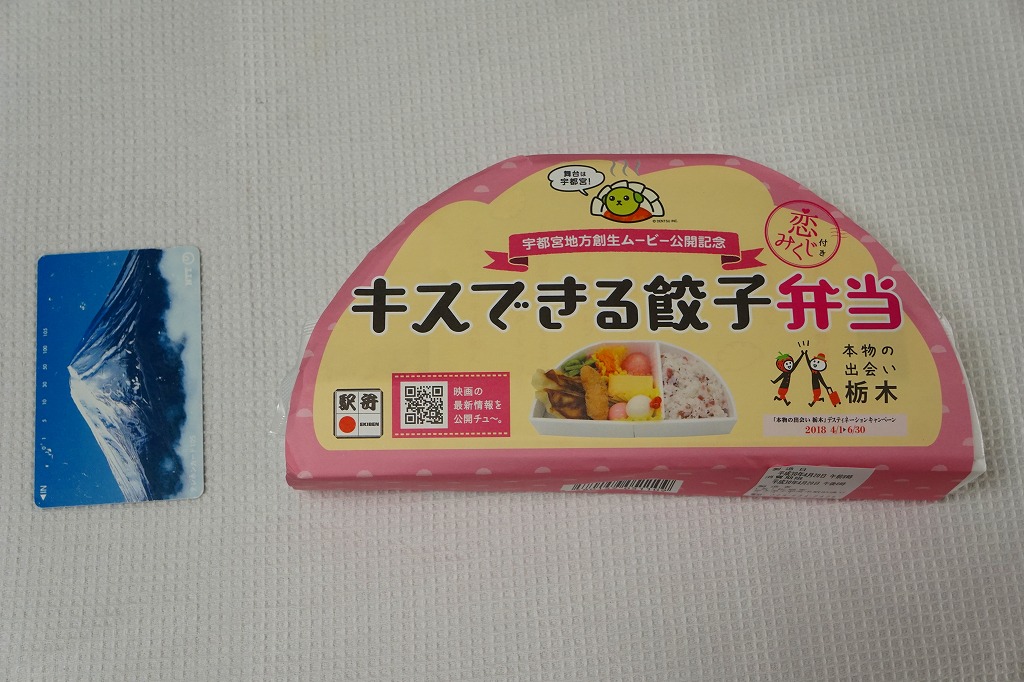 舞台は
宇都宮!
© DENTSU INC.
宇都宮地方創生ムービー公開記念
恋
みくじ
付き
キスできる餃子弁当
駅弁
EKIBEN
映画の
最新情報を
公開チュ〜。
本物の
出会い
栃木
「本物の出会い 栃木」デスティネーションキャンペーン
2018 4/1▶6/30
◀IN